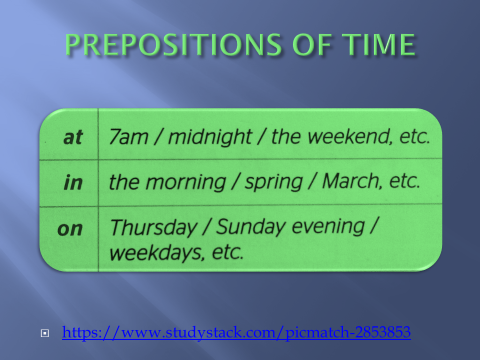 PREPOSITIONS OF TIME
at 7am / midnight / the weekend, etc.
in the morning / spring / March, etc.
on Thursday / Sunday evening /
weekdays, etc.
https://www.studystack.com/picmatch-2853853